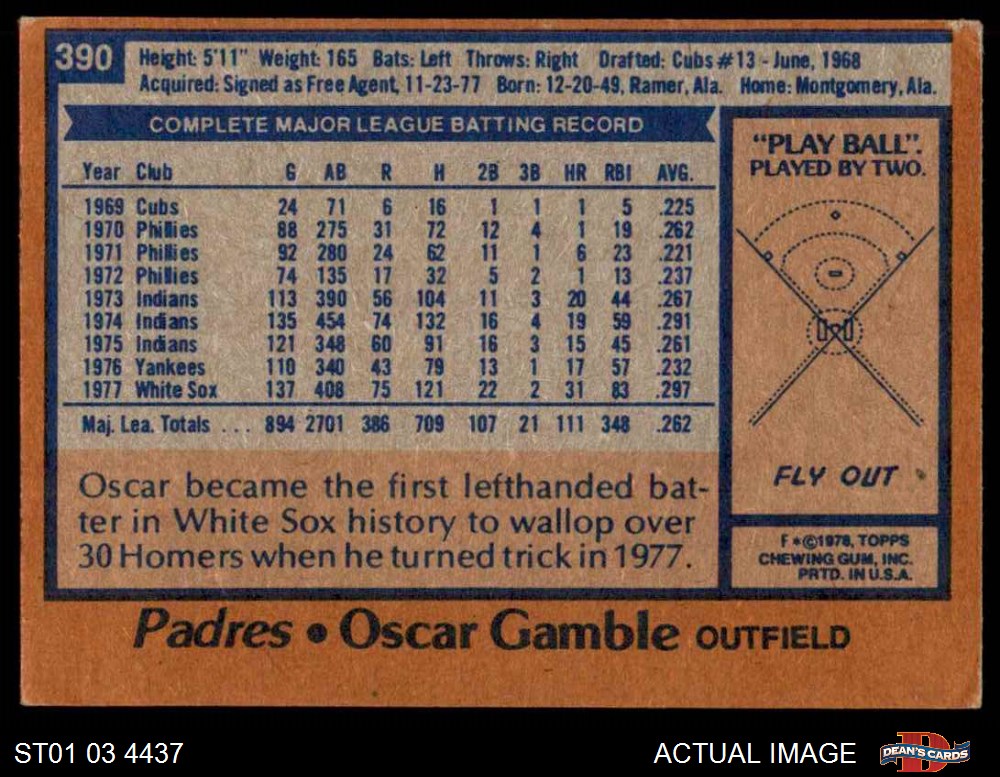 390
Height: 5'11" Weight: 165 Bats: Left Throws: Right Drafted: Cubs #13 - June, 1968
Acquired: Signed as Free Agent, 11-23-77 Born: 12-20-49, Ramer, Ala. Home: Montgomery, Ala.
COMPLETE MAJOR LEAGUE BATTING RECORD
Year Club G AB R H 2B 3B HR RBI AVG.
1969 Cubs 24 71 6 16 1 1 1 5 .225
1970 Phillies 88 275 31 72 12 4 1 19 .262
1971 Phillies 92 280 24 62 11 1 6 23 .221
1972 Phillies 74 135 17 32 5 2 1 13 .237
1973 Indians 113 390 56 104 11 3 20 44 .267
1974 Indians 135 454 74 132 16 4 19 59 .291
1975 Indians 121 348 60 91 16 3 15 45 .261
1976 Yankees 110 340 43 79 13 1 17 57 .232
1977 White Sox 137 408 75 121 22 2 31 83 .297
Maj. Lea. Totals ... 894 2701 386 709 107 21 111 348 .262
Oscar became the first lefthanded bat-
ter in White Sox history to wallop over
30 Homers when he turned trick in 1977.
"PLAY BALL".
PLAYED BY TWO.
FLY OUT
F*©1978, TOPPS
CHEWING GUM, INC.
PRTD. IN U.S.A.
Padres • Oscar Gamble OUTFIELD
ST01 03 4437
ACTUAL IMAGE
DEAN'S CARDS